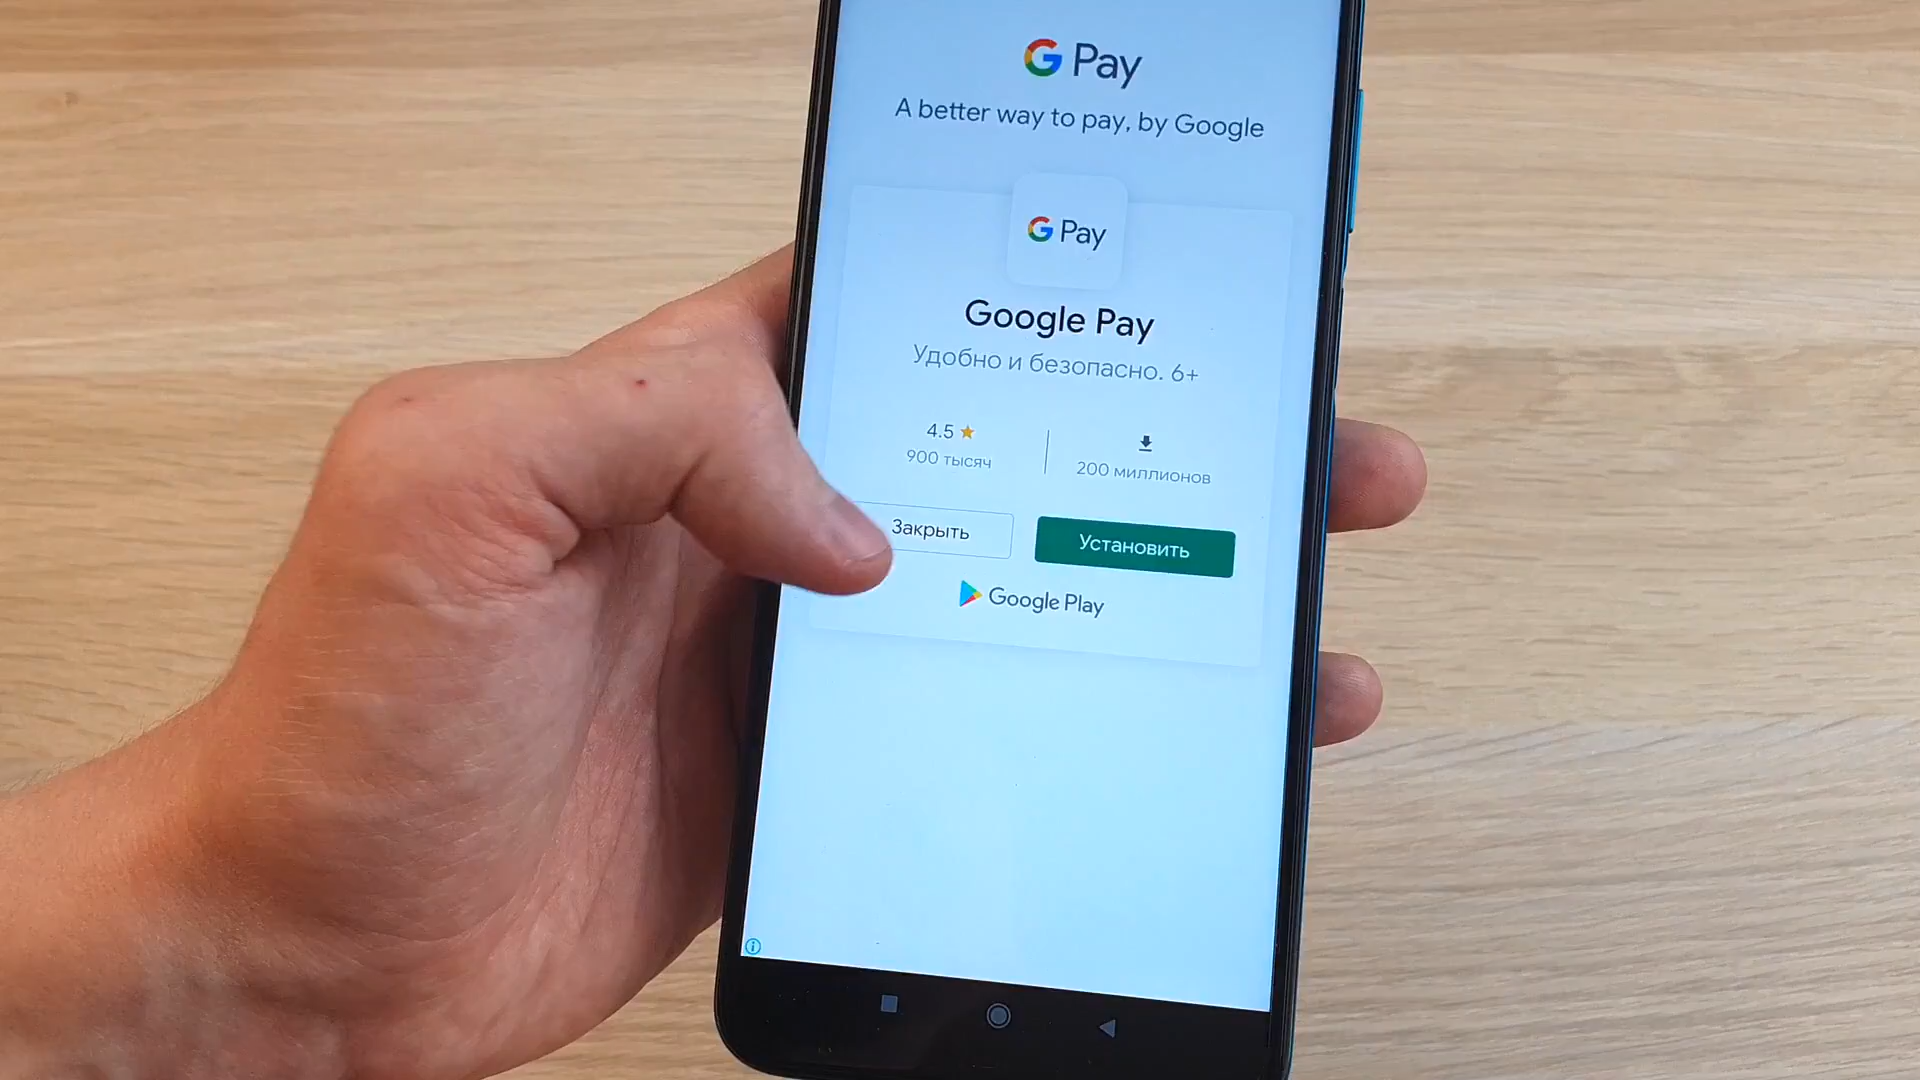 G Pay
A better way to pay, by Google
G Pay
Google Pay
Удобно и безопасно. 6+
4.5
900 тысяч
200 миллионов
Закрыть
Установить
Google Play